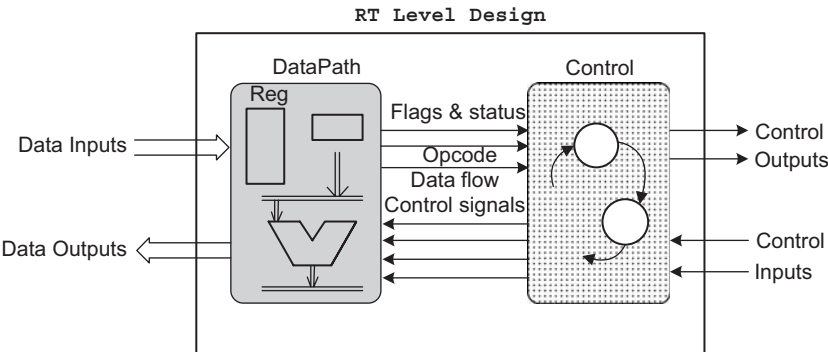 RT Level Design
DataPath
Control
Reg
Flags & status
Opcode
Data flow
Control signals
Data Inputs
Data Outputs
Control
Outputs
Control
Inputs